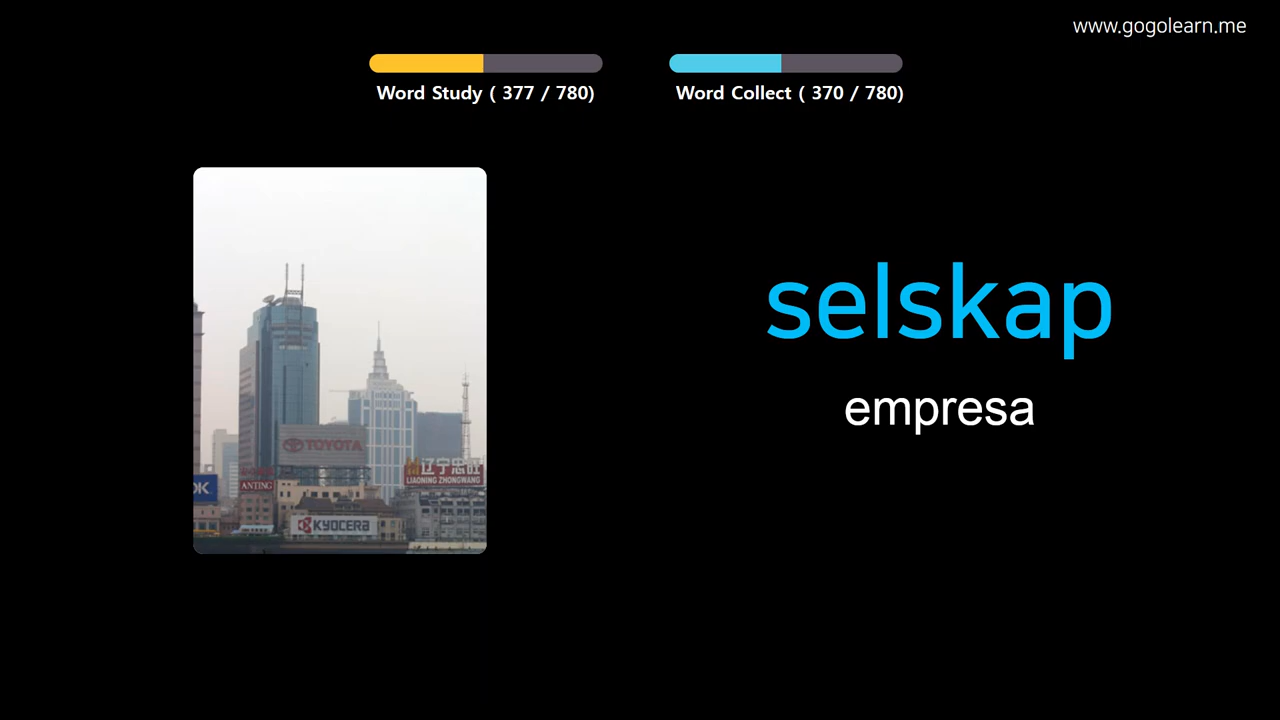 www.gogolearn.me
Word Study ( 377 / 780)
Word Collect ( 370 / 780)
selskap
empresa
TOYOTA
辽宁忠旺
LIAONING ZHONGWANG
OK
ANTING
KYOCERA